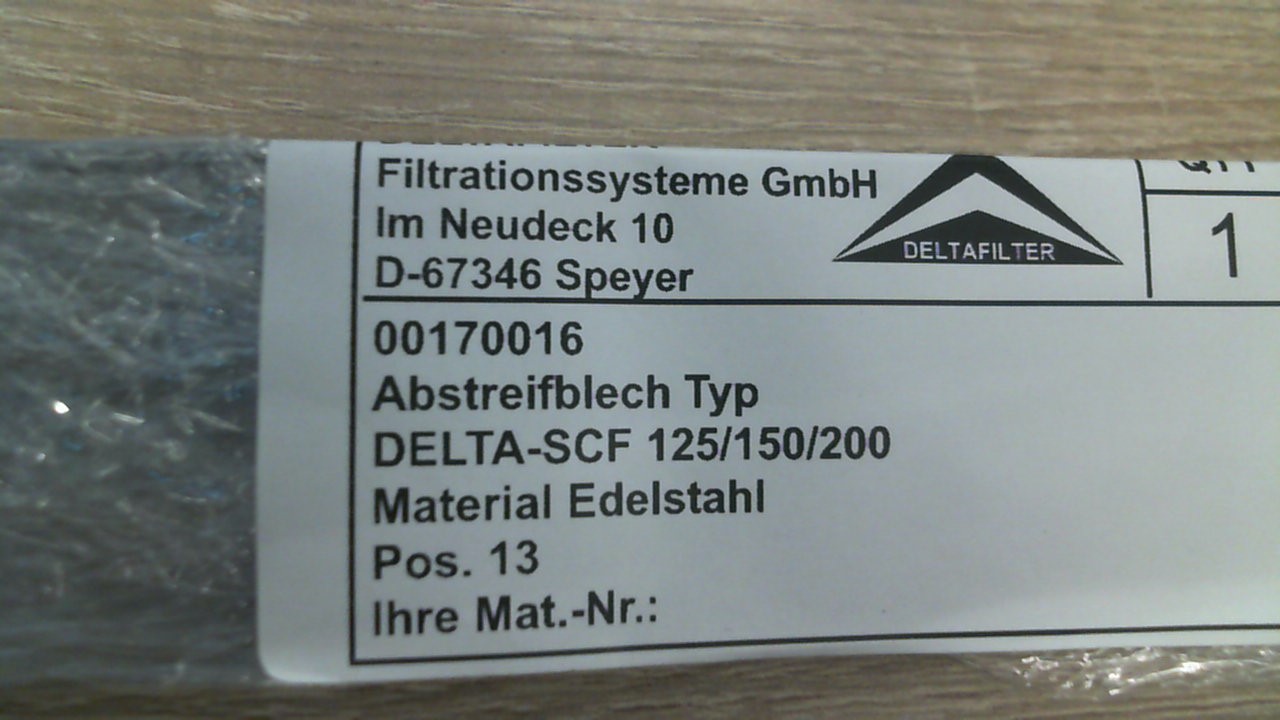 Filtrationssysteme GmbH
Im Neudeck 10
D-67346 Speyer
DELTAFILTER
QTY
1
00170016
Abstreifblech Typ
DELTA-SCF 125/150/200
Material Edelstahl
Pos. 13
Ihre Mat.-Nr.: